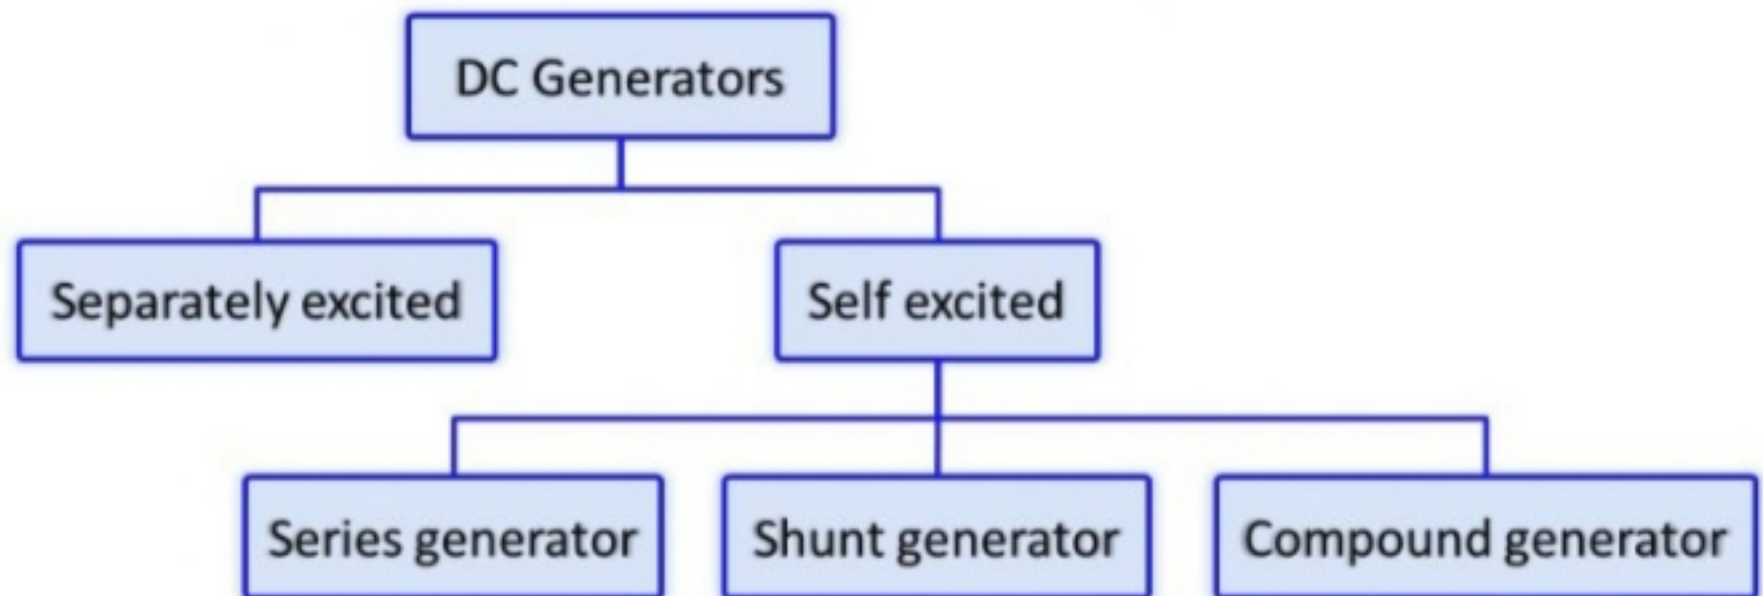 DC Generators
Separately excited
Self excited
Series generator
Shunt generator
Compound generator